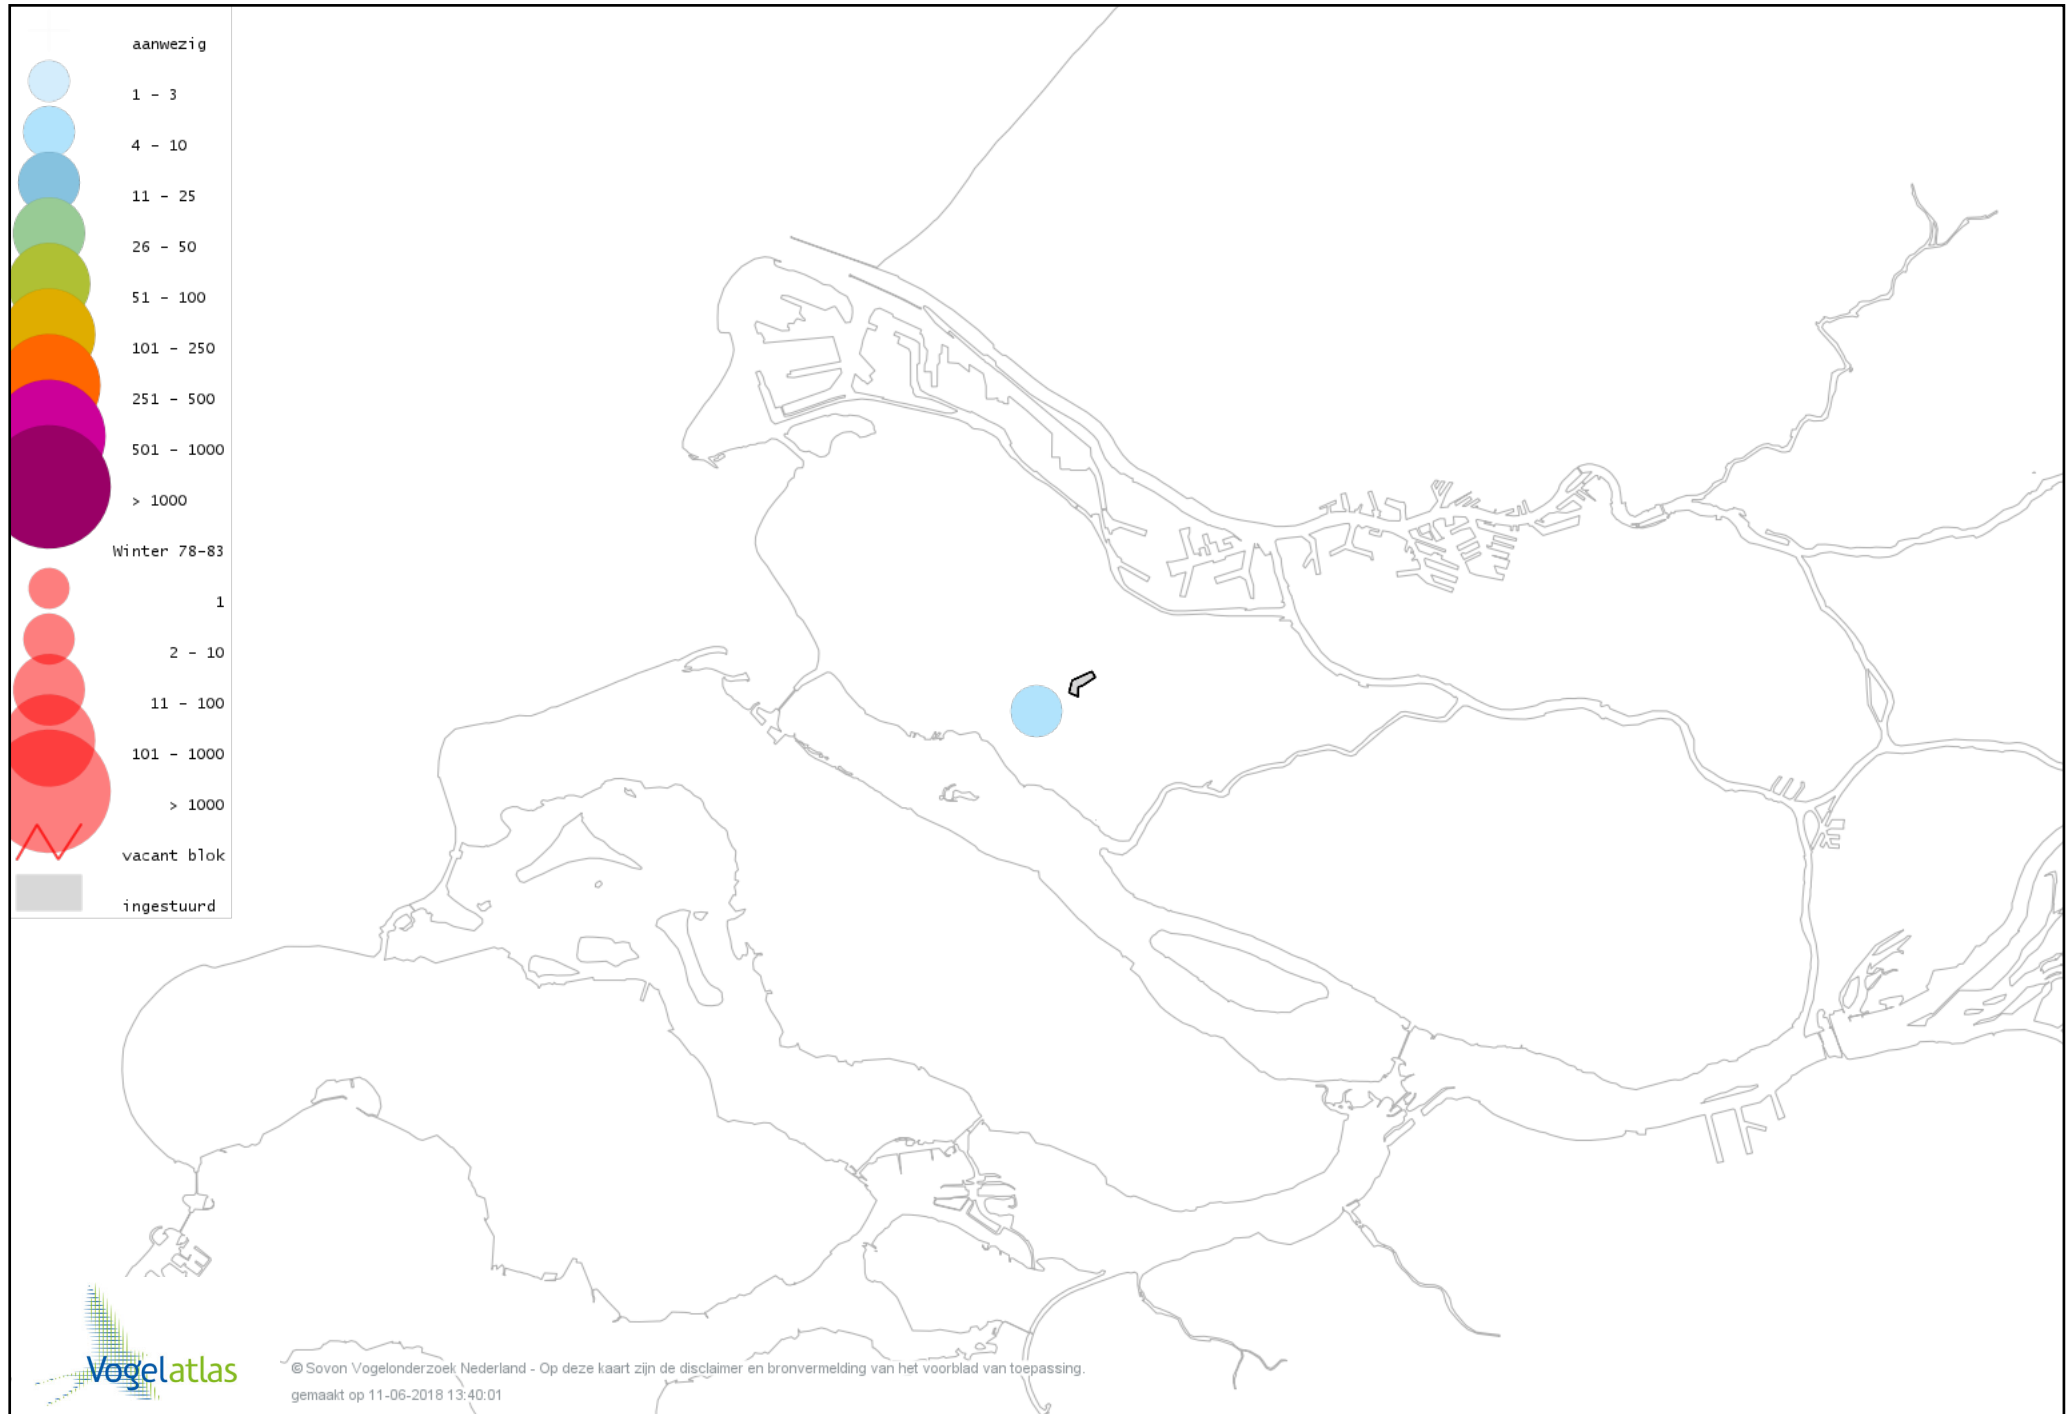 aanwezig
1 - 3
4 - 10
11 - 25
26 - 50
51 - 100
101 - 250
251 - 500
501 - 1000
> 1000
Winter 78-83
1
2 - 10
11 - 100
101 - 1000
> 1000
vacant blok
ingestuurd
Vogelatlas
© Sovon Vogelonderzoek Nederland - Op deze kaart zijn de disclaimer en bronvermelding van het voorblad van toepassing.
gemaakt op 11-06-2018 13:40:01